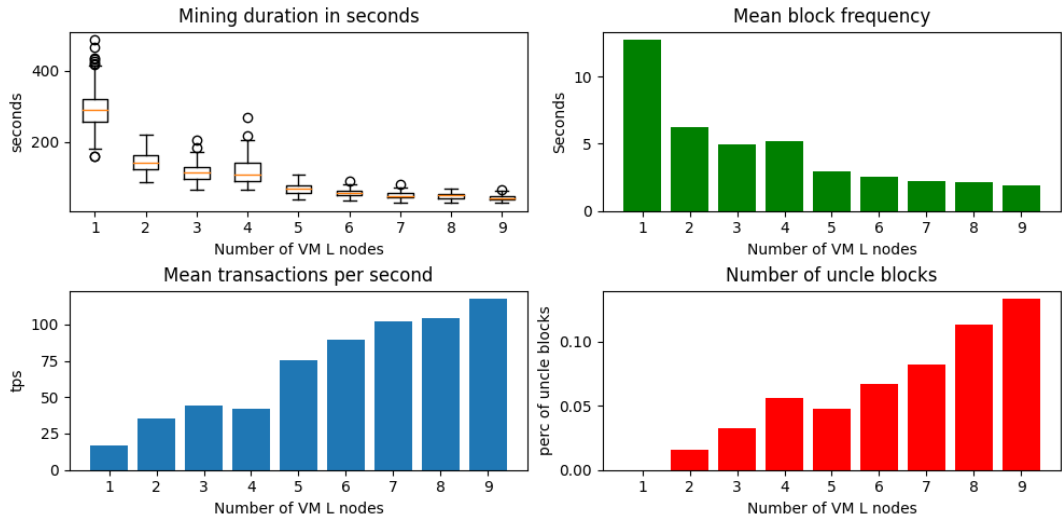 Mining duration in seconds
seconds
400
200
1 2 3 4 5 6 7 8 9
Number of VM L nodes
Mean block frequency
Seconds
10
5
0
1 2 3 4 5 6 7 8 9
Number of VM L nodes
Mean transactions per second
tps
100
75
50
25
0
1 2 3 4 5 6 7 8 9
Number of VM L nodes
Number of uncle blocks
perc of uncle blocks
0.10
0.05
0.00
1 2 3 4 5 6 7 8 9
Number of VM L nodes